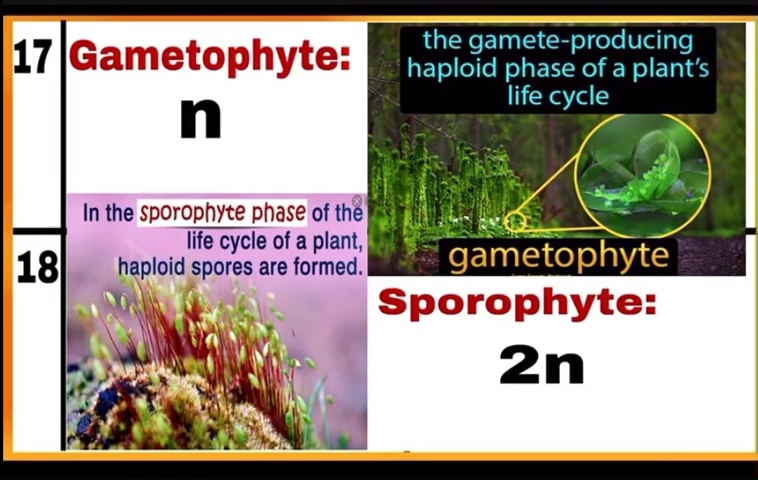 17
Gametophyte:
n
the gamete-producing
haploid phase of a plant's
life cycle
gametophyte
18
In the sporophyte phase of the
life cycle of a plant,
haploid spores are formed.
Sporophyte:
2n